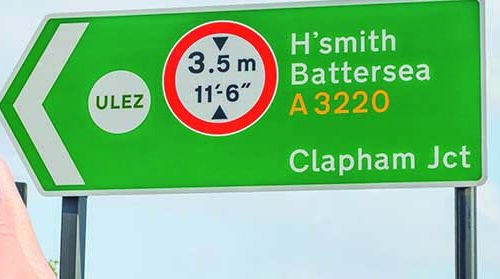 ULEZ
3.5 m
11'-6"
H'smith
Battersea
A 3220
Clapham Jct